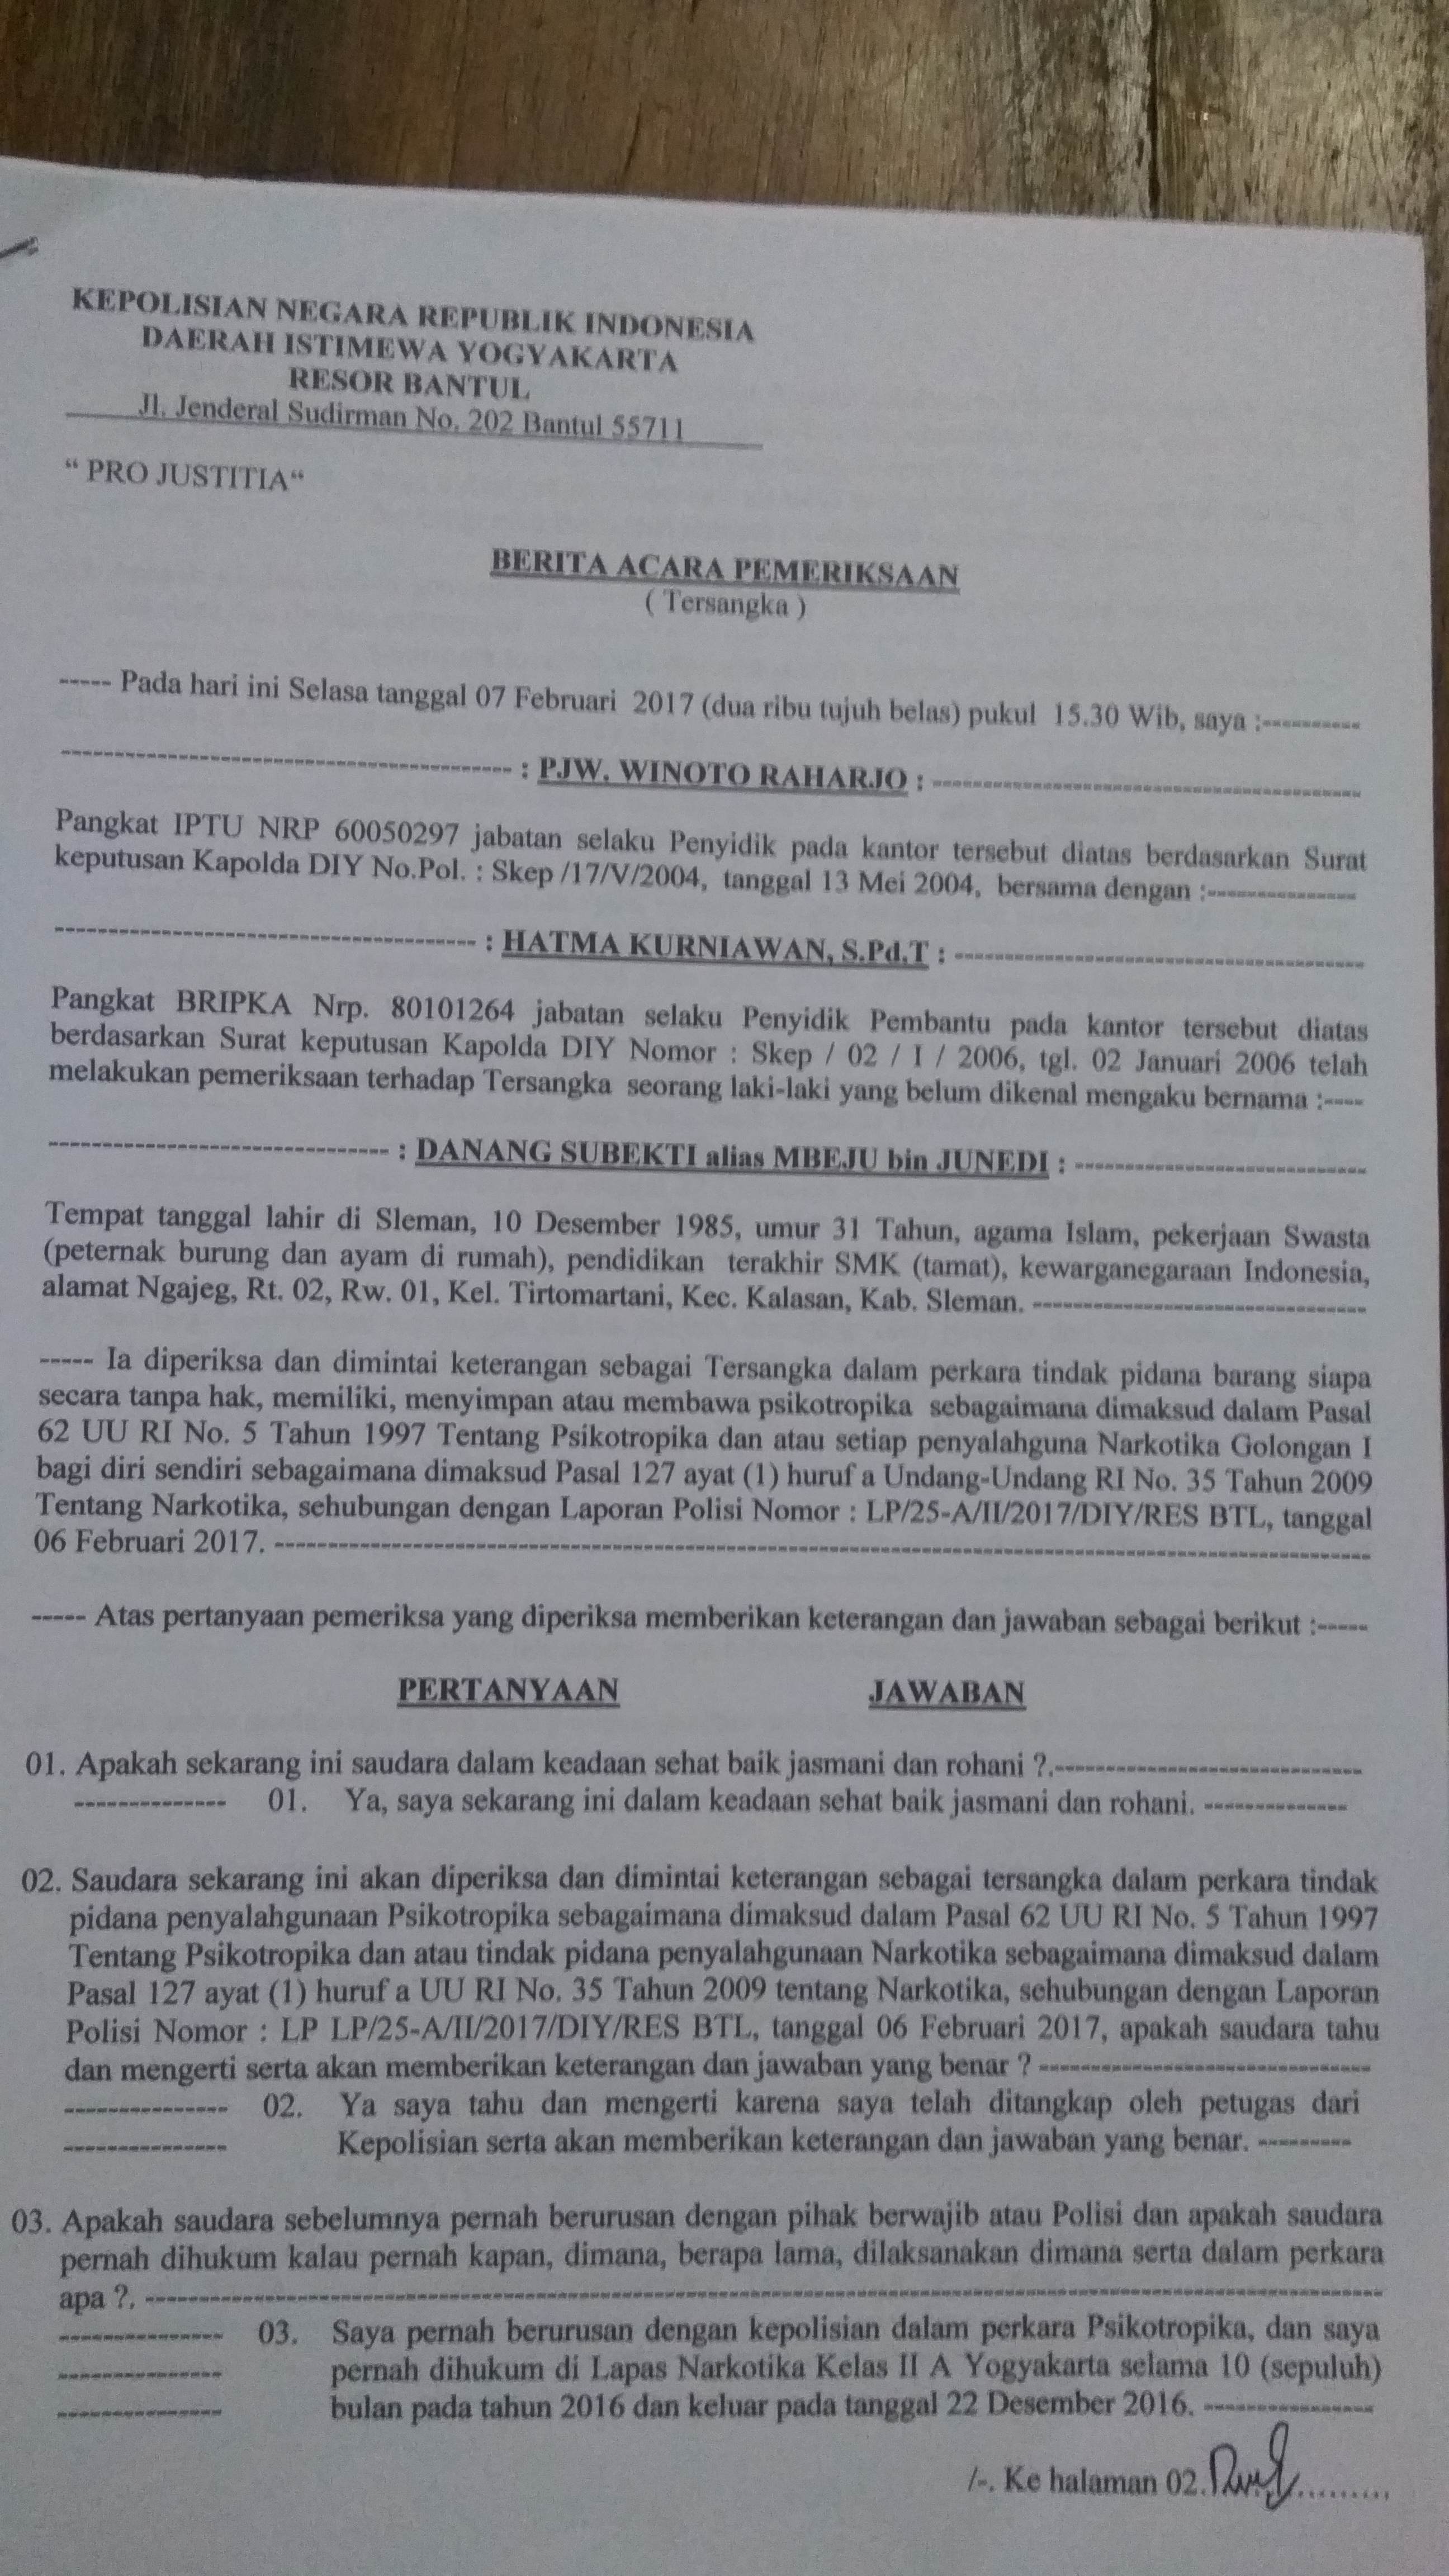 KEPOLISIAN NEGARA REPUBLIK INDONESIA
DAERAH ISTIMEWA YOGYAKARTA
RESOR BANTUL
Jl. Jenderal Sudirman No. 202 Bantul 55711
“ PRO JUSTITIA“
BERITA ACARA PEMERIKSAAN
( Tersangka )
----- Pada hari ini Selasa tanggal 07 Februari 2017 (dua ribu tujuh belas) pukul 15.30 Wib, saya :----------
---------------------------------------- : PJW. WINOTO RAHARJO : ----------------------------------------
Pangkat IPTU NRP 60050297 jabatan selaku Penyidik pada kantor tersebut diatas berdasarkan Surat
keputusan Kapolda DIY No.Pol. : Skep /17/V/2004, tanggal 13 Mei 2004, bersama dengan :---------------
---------------------------------------- : HATMA KURNIAWAN, S.Pd.T : ----------------------------------------
Pangkat BRIPKA Nrp. 80101264 jabatan selaku Penyidik Pembantu pada kantor tersebut diatas
berdasarkan Surat keputusan Kapolda DIY Nomor : Skep / 02 / I / 2006, tgl. 02 Januari 2006 telah
melakukan pemeriksaan terhadap Tersangka seorang laki-laki yang belum dikenal mengaku bernama :----
-------------------------------- : DANANG SUBEKTI alias MBEJU bin JUNEDI : ----------------------------
Tempat tanggal lahir di Sleman, 10 Desember 1985, umur 31 Tahun, agama Islam, pekerjaan Swasta
(peternak burung dan ayam di rumah), pendidikan terakhir SMK (tamat), kewarganegaraan Indonesia,
alamat Ngajeg, Rt. 02, Rw. 01, Kel. Tirtomartani, Kec. Kalasan, Kab. Sleman. --------------------------------
----- Ia diperiksa dan dimintai keterangan sebagai Tersangka dalam perkara tindak pidana barang siapa
secara tanpa hak, memiliki, menyimpan atau membawa psikotropika sebagaimana dimaksud dalam Pasal
62 UU RI No. 5 Tahun 1997 Tentang Psikotropika dan atau setiap penyalahguna Narkotika Golongan I
bagi diri sendiri sebagaimana dimaksud Pasal 127 ayat (1) huruf a Undang-Undang RI No. 35 Tahun 2009
Tentang Narkotika, sehubungan dengan Laporan Polisi Nomor : LP/25-A/II/2017/DIY/RES BTL, tanggal
06 Februari 2017. ----------------------------------------------------------------------------------------------------
----- Atas pertanyaan pemeriksa yang diperiksa memberikan keterangan dan jawaban sebagai berikut :-----
PERTANYAAN JAWABAN
01. Apakah sekarang ini saudara dalam keadaan sehat baik jasmani dan rohani ?.------------------------------
-------------- 01. Ya, saya sekarang ini dalam keadaan sehat baik jasmani dan rohani. --------------
02. Saudara sekarang ini akan diperiksa dan dimintai keterangan sebagai tersangka dalam perkara tindak
pidana penyalahgunaan Psikotropika sebagaimana dimaksud dalam Pasal 62 UU RI No. 5 Tahun 1997
Tentang Psikotropika dan atau tindak pidana penyalahgunaan Narkotika sebagaimana dimaksud dalam
Pasal 127 ayat (1) huruf a UU RI No. 35 Tahun 2009 tentang Narkotika, sehubungan dengan Laporan
Polisi Nomor : LP LP/25-A/II/2017/DIY/RES BTL, tanggal 06 Februari 2017, apakah saudara tahu
dan mengerti serta akan memberikan keterangan dan jawaban yang benar ? --------------------------------
--------------- 02. Ya saya tahu dan mengerti karena saya telah ditangkap oleh petugas dari
--------------- Kepolisian serta akan memberikan keterangan dan jawaban yang benar. ---------
03. Apakah saudara sebelumnya pernah berurusan dengan pihak berwajib atau Polisi dan apakah saudara
pernah dihukum kalau pernah kapan, dimana, berapa lama, dilaksanakan dimana serta dalam perkara
apa ?. ----------------------------------------------------------------------------------------------------
--------------- 03. Saya pernah berurusan dengan kepolisian dalam perkara Psikotropika, dan saya
--------------- pernah dihukum di Lapas Narkotika Kelas II A Yogyakarta selama 10 (sepuluh)
--------------- bulan pada tahun 2016 dan keluar pada tanggal 22 Desember 2016. ----------------
/-. Ke halaman 02.............